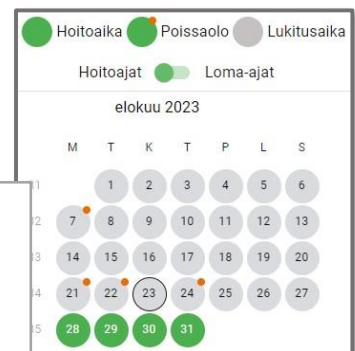 Hoitoaika Poissaolo Lukitusaika
Hoitoajat Loma-ajat
elokuu 2023
M T K T P L S
1 2 3 4 5 6
7 8 9 10 11 12 13
14 15 16 17 18 19 20
21 22 23 24 25 26 27
28 29 30 31